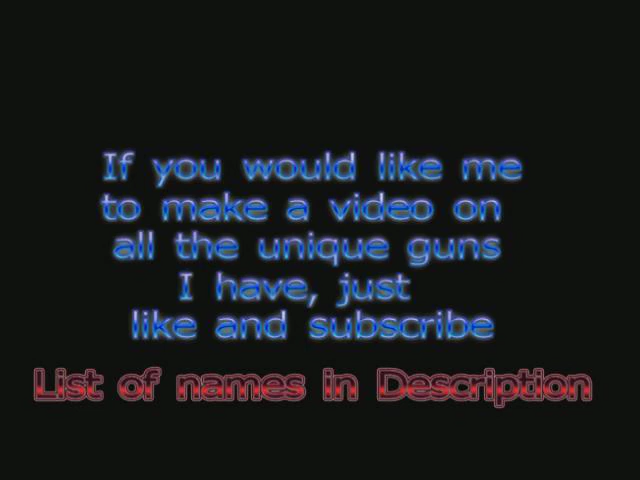 If you would like me
to make a video on
all the unique guns
I have, just
like and subscribe
List of names in Description